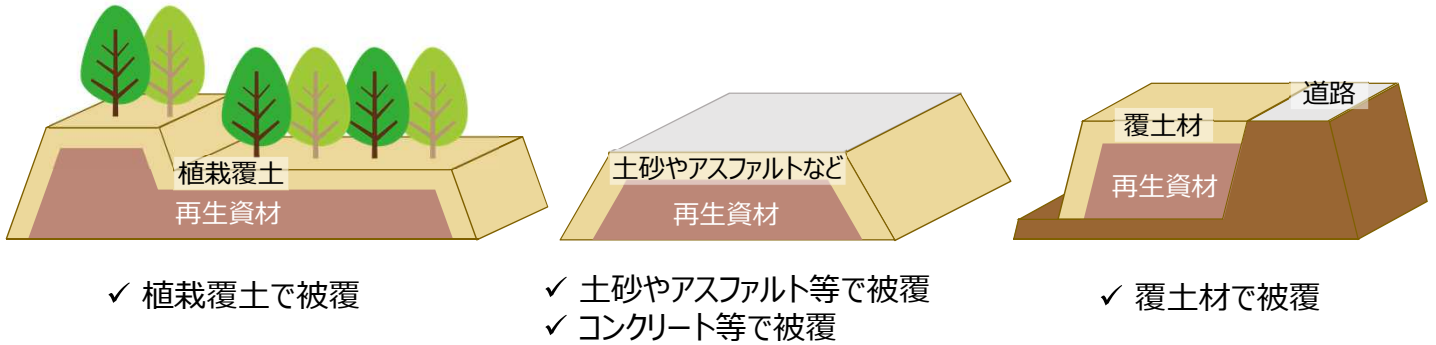 植栽覆土
再生資材
✓ 植栽覆土で被覆
土砂やアスファルトなど
再生資材
✓ 土砂やアスファルト等で被覆
✓ コンクリート等で被覆
道路
覆土材
再生資材
✓ 覆土材で被覆